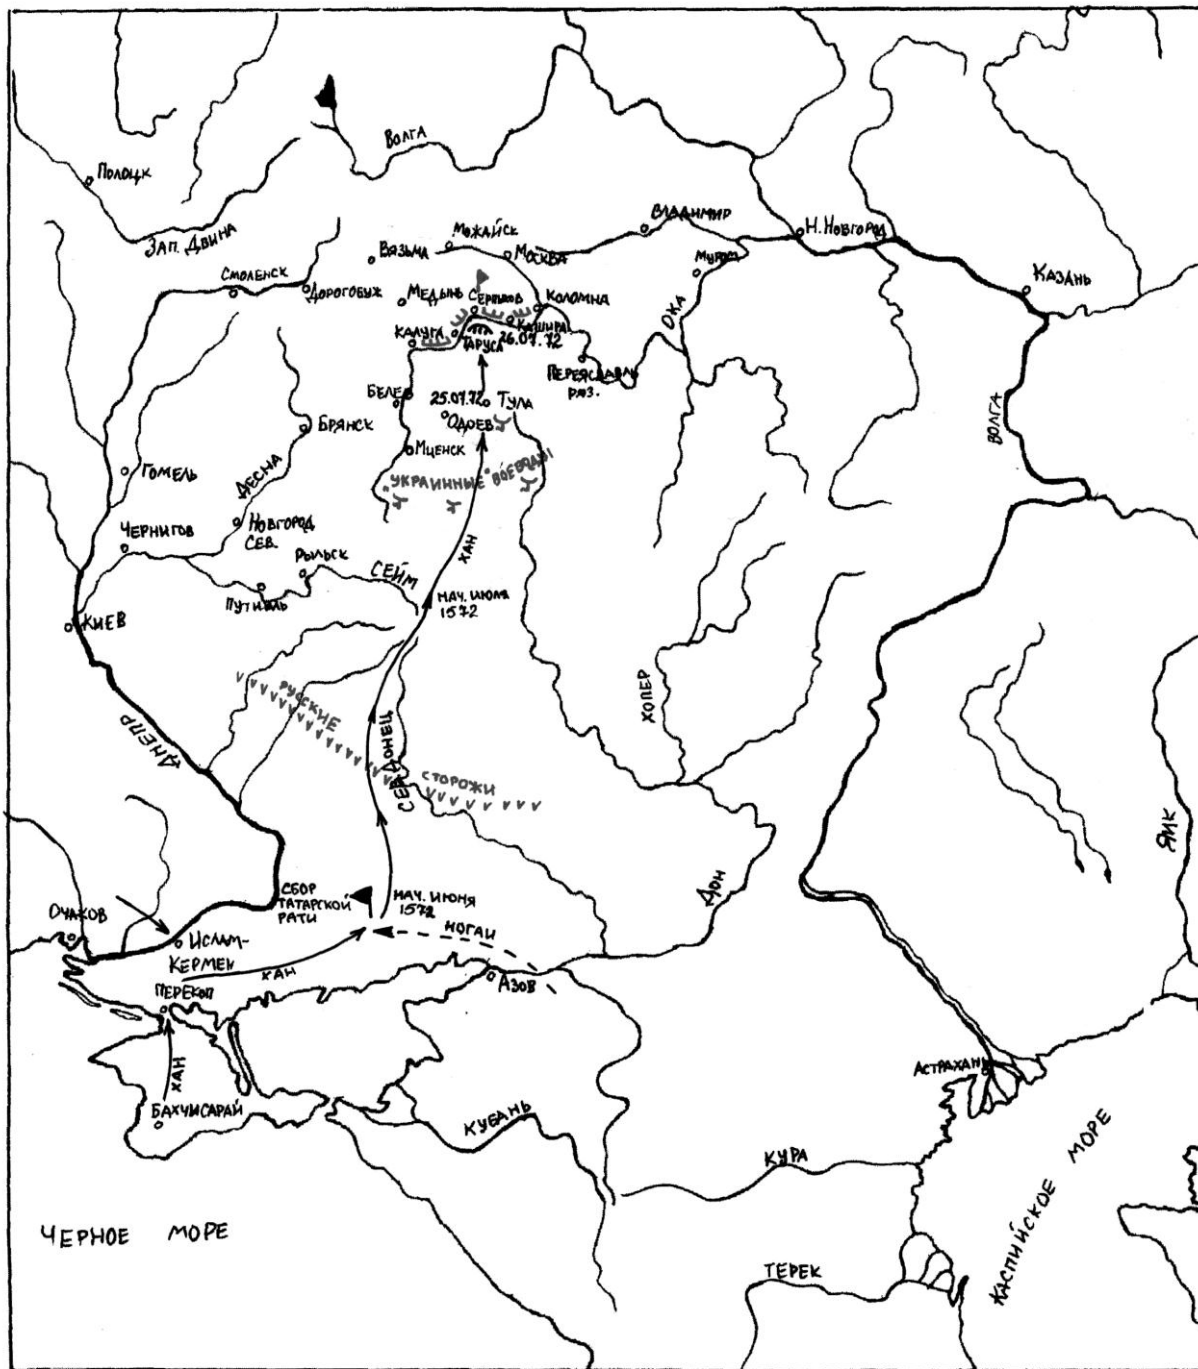 Волга
Полоцк
Зап. Двина
Владимир
Н. Новгород
Можайск
Вязьма
Москва
Муром
Казань
Смоленск
Дорогобуж
Медынь
Серпухов
Коломна
Ока
Калуга
Кашира
Таруса
26.07.72
Переяславль
ряз.
Белев
25.07.72
Тула
Одоев
Волга
Брянск
Мценск
Гомель
Десна
Украинные воеводы
Чернигов
Новгород
Сев.
Рыльск
Сейм
Хан
Путивль
нач. июля
1572
Киев
Русские
Хопер
Днепр
Сев. Донец
сторожи
Яик
Дон
сбор
татарской
рати
нач. июня
1572
Очаков
Ногаи
Ислам-
Кермен
Хан
Азов
Перекоп
Хан
Астрахань
Бахчисарай
Кубань
Кура
Каспийское море
Черное море
Терек